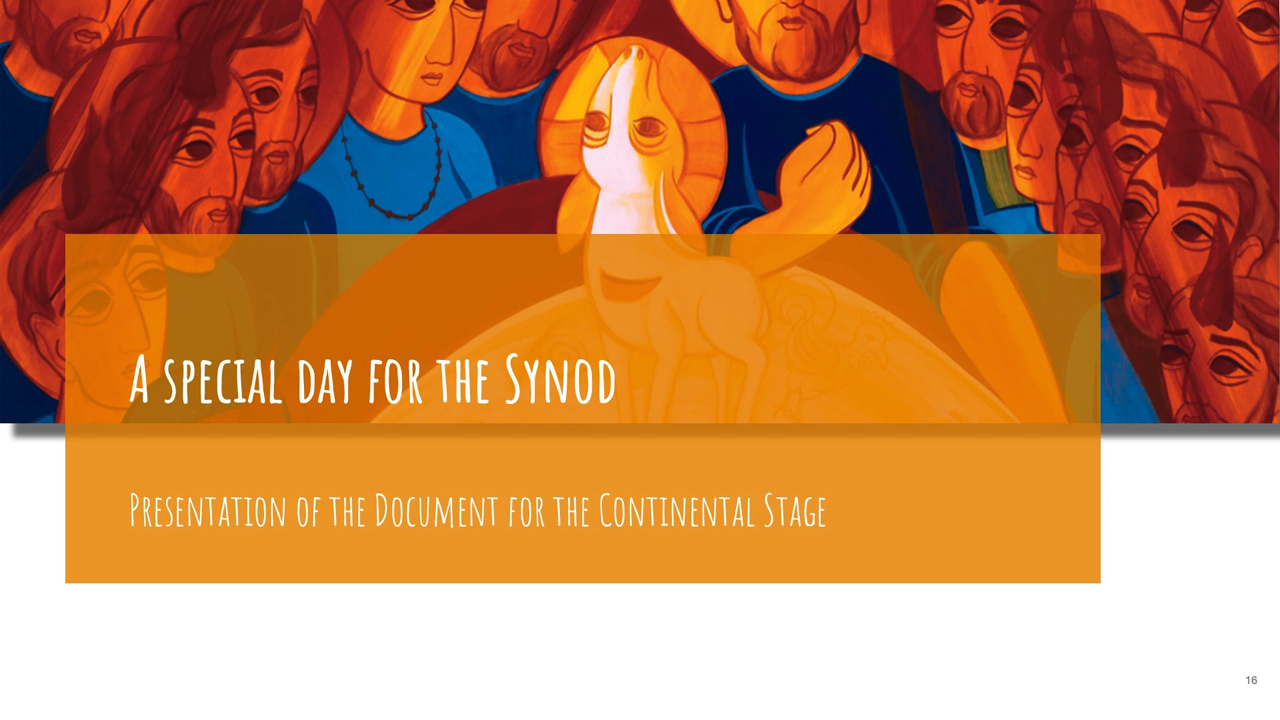 A special day for the Synod
Presentation of the Document for the Continental Stage
16